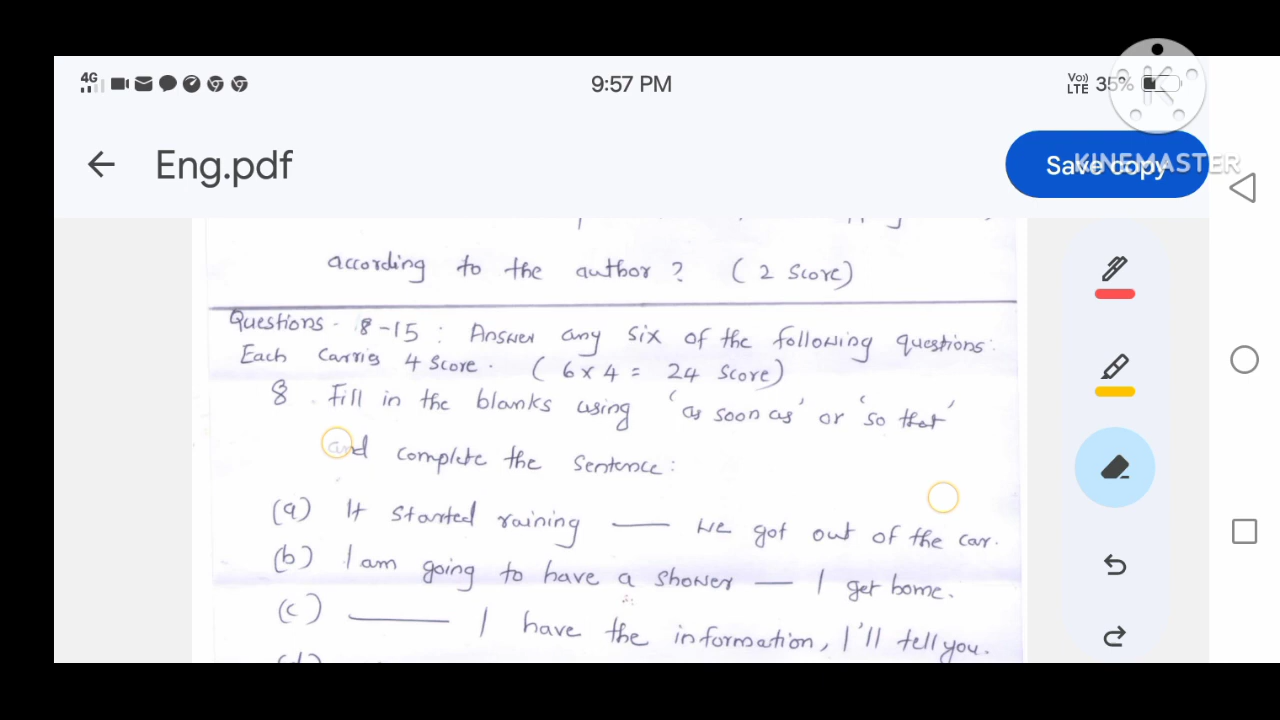 4G 9:57 PM Vo) LTE 35%
Eng.pdf
Save copy
KINEMASTER
according to the author ? ( 2 Score)
Questions - 8-15 : Answer any six of the following questions.
Each carries 4 score. ( 6 x 4 = 24 Score)
8. Fill in the blanks using 'as soon as' or 'so that'
and complete the sentence :
(a) It started raining —— we got out of the car.
(b) I am going to have a shower —— I get home.
(c) —— I have the information, I'll tell you.